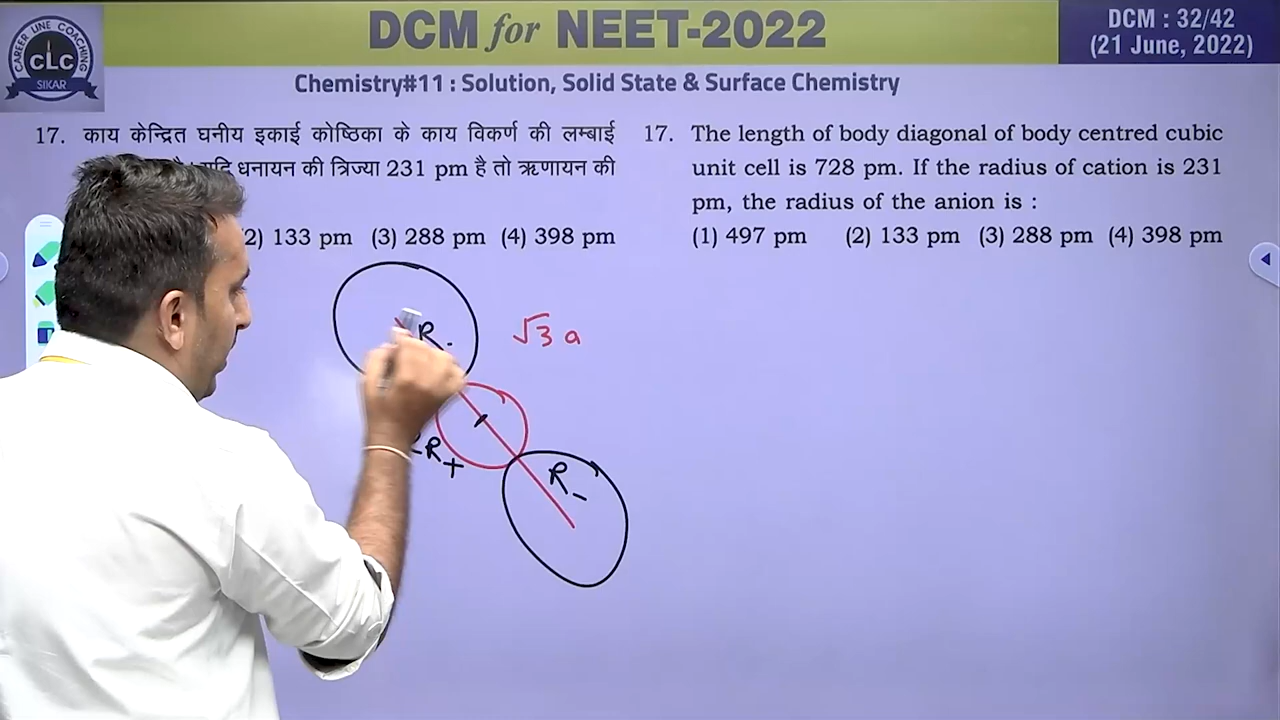 CAREER LINE COACHING
CLC
SIKAR
DCM for NEET-2022
DCM : 32/42
(21 June, 2022)
Chemistry#11 : Solution, Solid State & Surface Chemistry
17. काय केन्द्रित घनीय इकाई कोष्ठिका के काय विकर्ण की लम्बाई
धनायन की त्रिज्या 231 pm है तो ऋणायन की
2) 133 pm (3) 288 pm (4) 398 pm
17. The length of body diagonal of body centred cubic
unit cell is 728 pm. If the radius of cation is 231
pm, the radius of the anion is :
(1) 497 pm (2) 133 pm (3) 288 pm (4) 398 pm
R-
√3 a
R+
R-